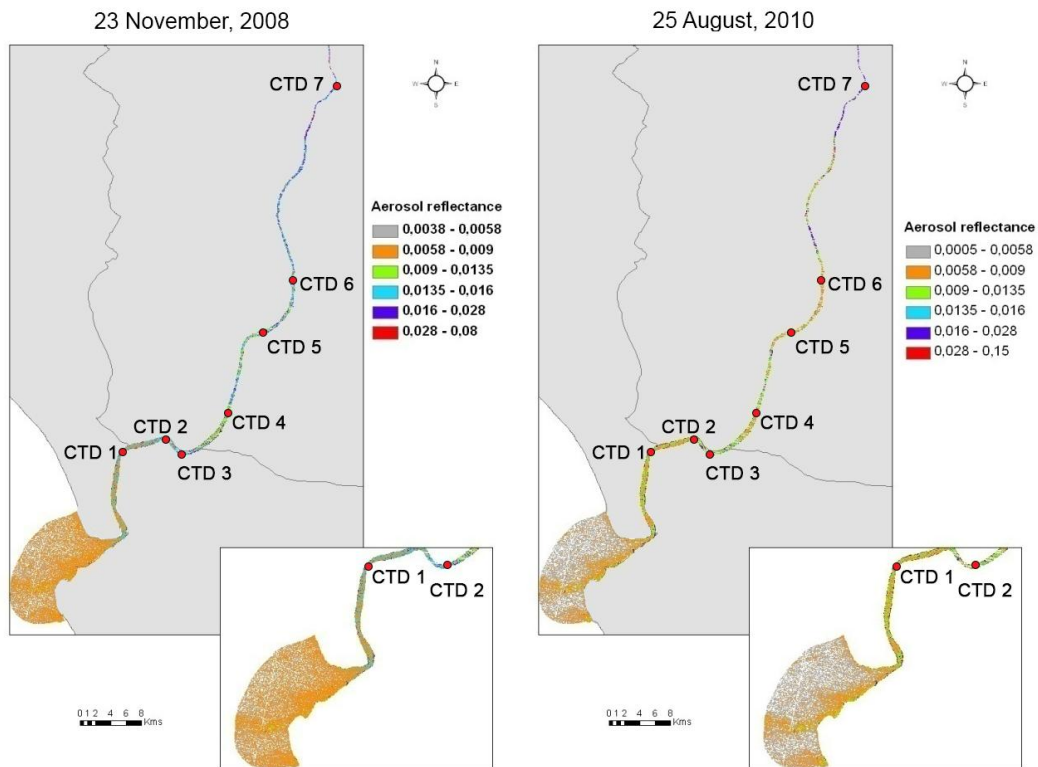 23 November, 2008
25 August, 2010
N
W E
S
CTD 7
CTD 6
CTD 5
CTD 4
CTD 2
CTD 1
CTD 3
Aerosol reflectance
0,0038 - 0,0058
0,0058 - 0,009
0,009 - 0,0135
0,0135 - 0,016
0,016 - 0,028
0,028 - 0,08
CTD 1
CTD 2
0 1 2 4 6 8
Kms
N
W E
S
CTD 7
CTD 6
CTD 5
CTD 4
CTD 2
CTD 1
CTD 3
Aerosol reflectance
0,0005 - 0,0058
0,0058 - 0,009
0,009 - 0,0135
0,0135 - 0,016
0,016 - 0,028
0,028 - 0,15
CTD 1
CTD 2
0 1 2 4 6 8
Kms